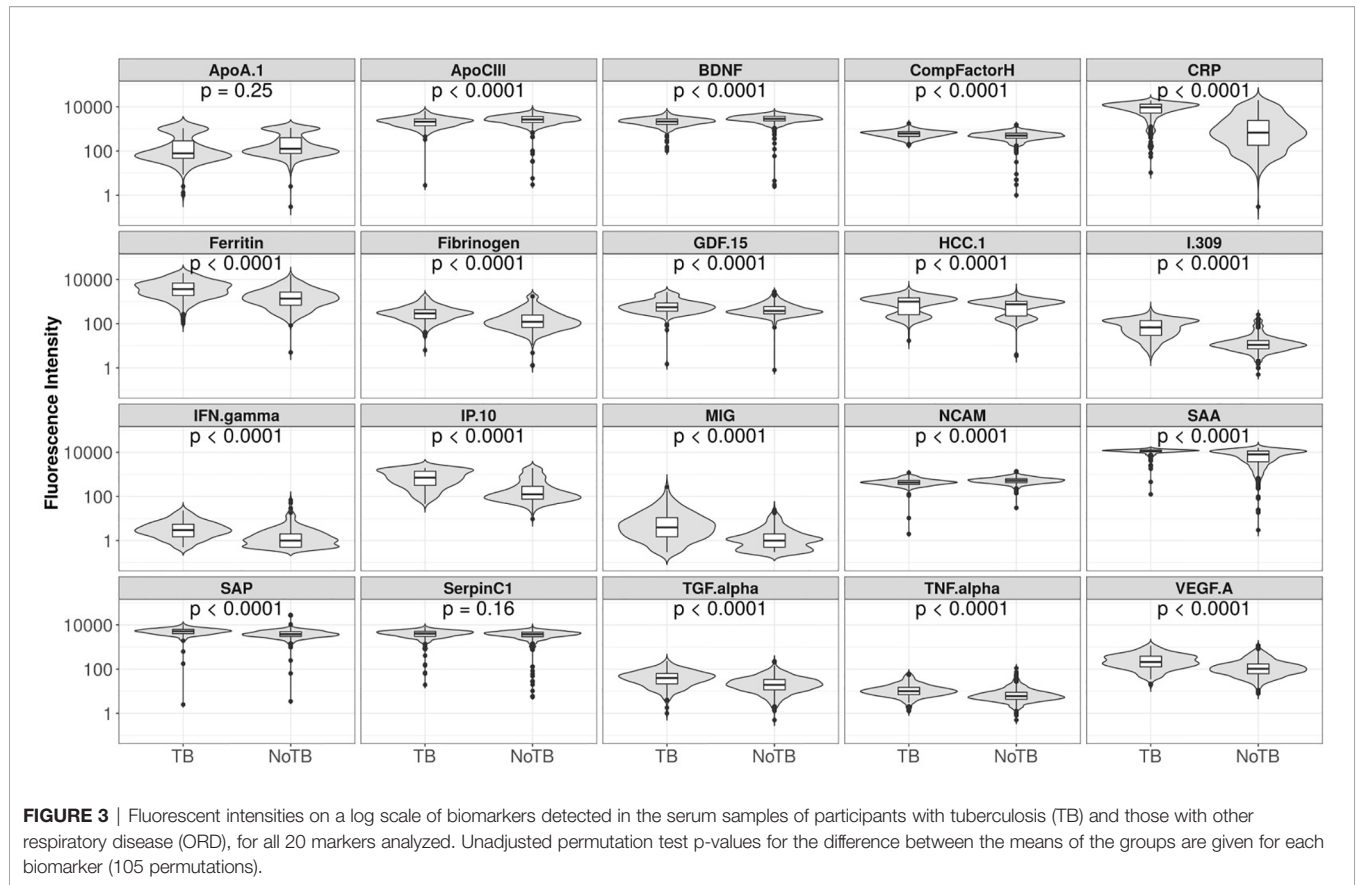 ApoA.1 ApoCIII BDNF CompFactorH CRP
p = 0.25 p < 0.0001 p < 0.0001 p < 0.0001 p < 0.0001
10000
100
1
Ferritin Fibrinogen GDF.15 HCC.1 I.309
p < 0.0001 p < 0.0001 p < 0.0001 p < 0.0001 p < 0.0001
10000
100
1
Fluorescence Intensity
IFN.gamma IP.10 MIG NCAM SAA
p < 0.0001 p < 0.0001 p < 0.0001 p < 0.0001 p < 0.0001
10000
100
1
SAP SerpinC1 TGF.alpha TNF.alpha VEGF.A
p < 0.0001 p = 0.16 p < 0.0001 p < 0.0001 p < 0.0001
10000
100
1
TB NoTB TB NoTB TB NoTB TB NoTB TB NoTB
FIGURE 3 | Fluorescent intensities on a log scale of biomarkers detected in the serum samples of participants with tuberculosis (TB) and those with other
respiratory disease (ORD), for all 20 markers analyzed. Unadjusted permutation test p-values for the difference between the means of the groups are given for each
biomarker (105 permutations).